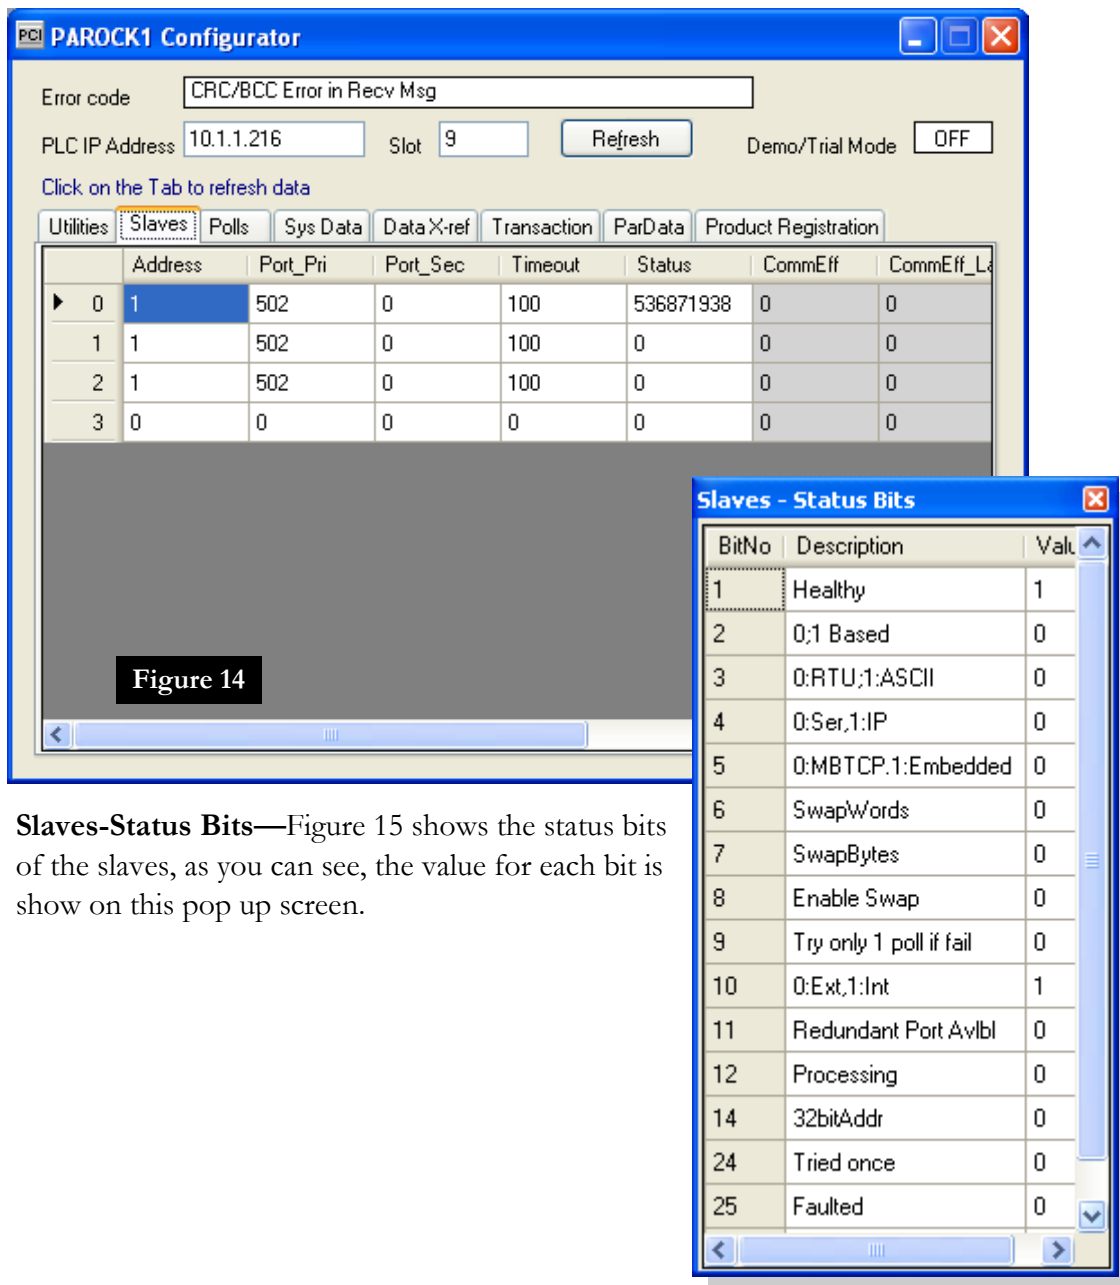 PCI PAROCK1 Configurator
Error code CRC/BCC Error in Recv Msg
PLC IP Address 10.1.1.216 Slot 9 Refresh Demo/Trial Mode OFF
Click on the Tab to refresh data
Utilities Slaves Polls Sys Data Data X-ref Transaction ParData Product Registration
Address Port_Pri Port_Sec Timeout Status CommEff CommEff_La
0 1 502 0 100 536871938 0 0
1 1 502 0 100 0 0 0
2 1 502 0 100 0 0 0
3 0 0 0 0 0 0 0
Figure 14
Slaves-Status Bits—Figure 15 shows the status bits
of the slaves, as you can see, the value for each bit is
show on this pop up screen.
Slaves - Status Bits
BitNo Description Valu
1 Healthy 1
2 0;1 Based 0
3 0:RTU;1:ASCII 0
4 0:Ser,1:IP 0
5 0:MBTCP.1:Embedded 0
6 SwapWords 0
7 SwapBytes 0
8 Enable Swap 0
9 Try only 1 poll if fail 0
10 0:Ext,1:Int 1
11 Redundant Port Avlbl 0
12 Processing 0
14 32bitAddr 0
24 Tried once 0
25 Faulted 0